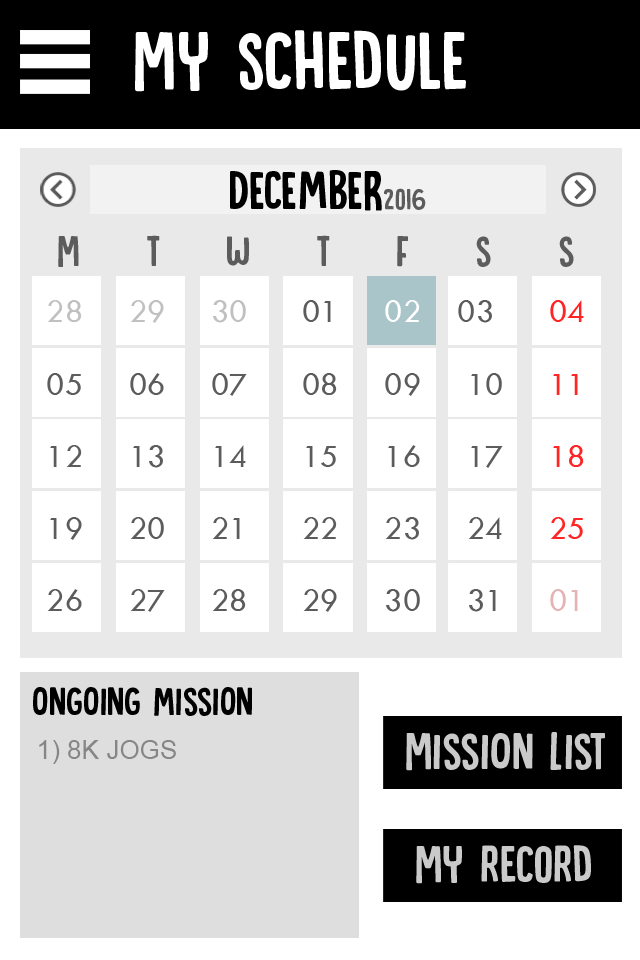 MY SCHEDULE
DECEMBER 2016
M T W T F S S
28 29 30 01 02 03 04
05 06 07 08 09 10 11
12 13 14 15 16 17 18
19 20 21 22 23 24 25
26 27 28 29 30 31 01
ONGOING MISSION
1) 8K JOGS
MISSION LIST
MY RECORD